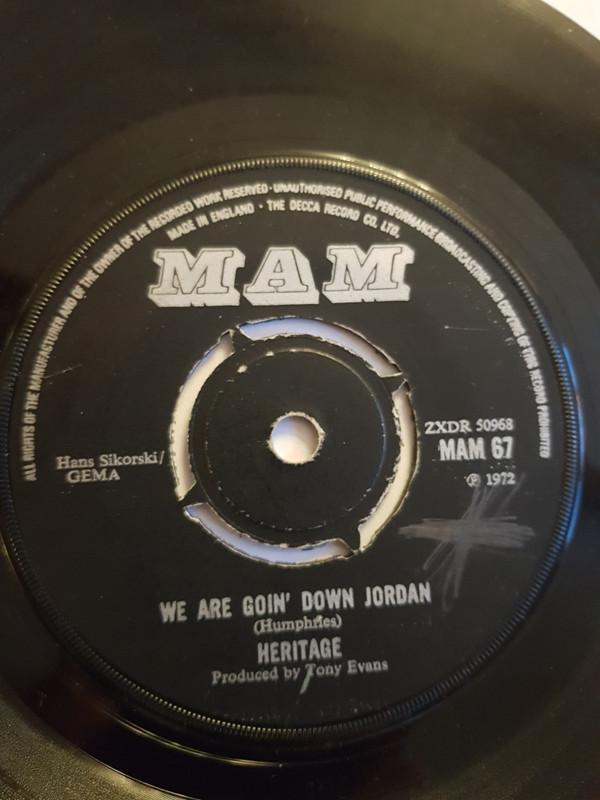 ALL RIGHTS OF THE MANUFACTURER AND OF THE OWNER OF THE RECORDED WORK RESERVED · UNAUTHORISED PUBLIC PERFORMANCE BROADCASTING AND COPYING OF THIS RECORD PROHIBITED
MADE IN ENGLAND · THE DECCA RECORD CO. LTD.
MAM
ZXDR 50968
MAM 67
℗ 1972
Hans Sikorski/
GEMA
WE ARE GOIN' DOWN JORDAN
(Humphries)
HERITAGE
Produced by Tony Evans